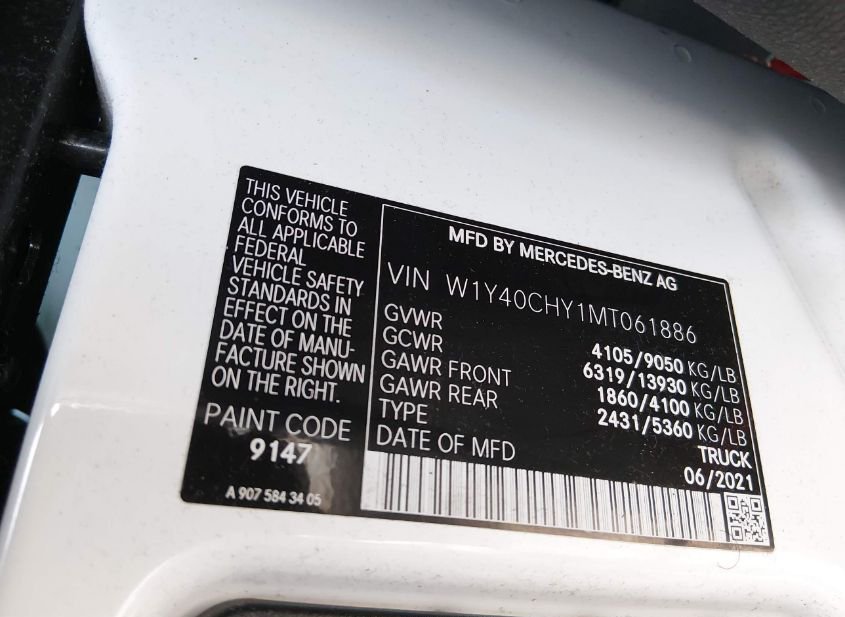 THIS VEHICLE
CONFORMS TO
ALL APPLICABLE
FEDERAL
VEHICLE SAFETY
STANDARDS IN
EFFECT ON THE
DATE OF MANU-
FACTURE SHOWN
ON THE RIGHT.
PAINT CODE
9147
A 907 584 34 05
MFD BY MERCEDES-BENZ AG
VIN W1Y40CHY1MT061886
GVWR 4105/9050 KG/LB
GCWR 6319/13930 KG/LB
GAWR FRONT 1860/4100 KG/LB
GAWR REAR 2431/5360 KG/LB
TYPE TRUCK
DATE OF MFD 06/2021